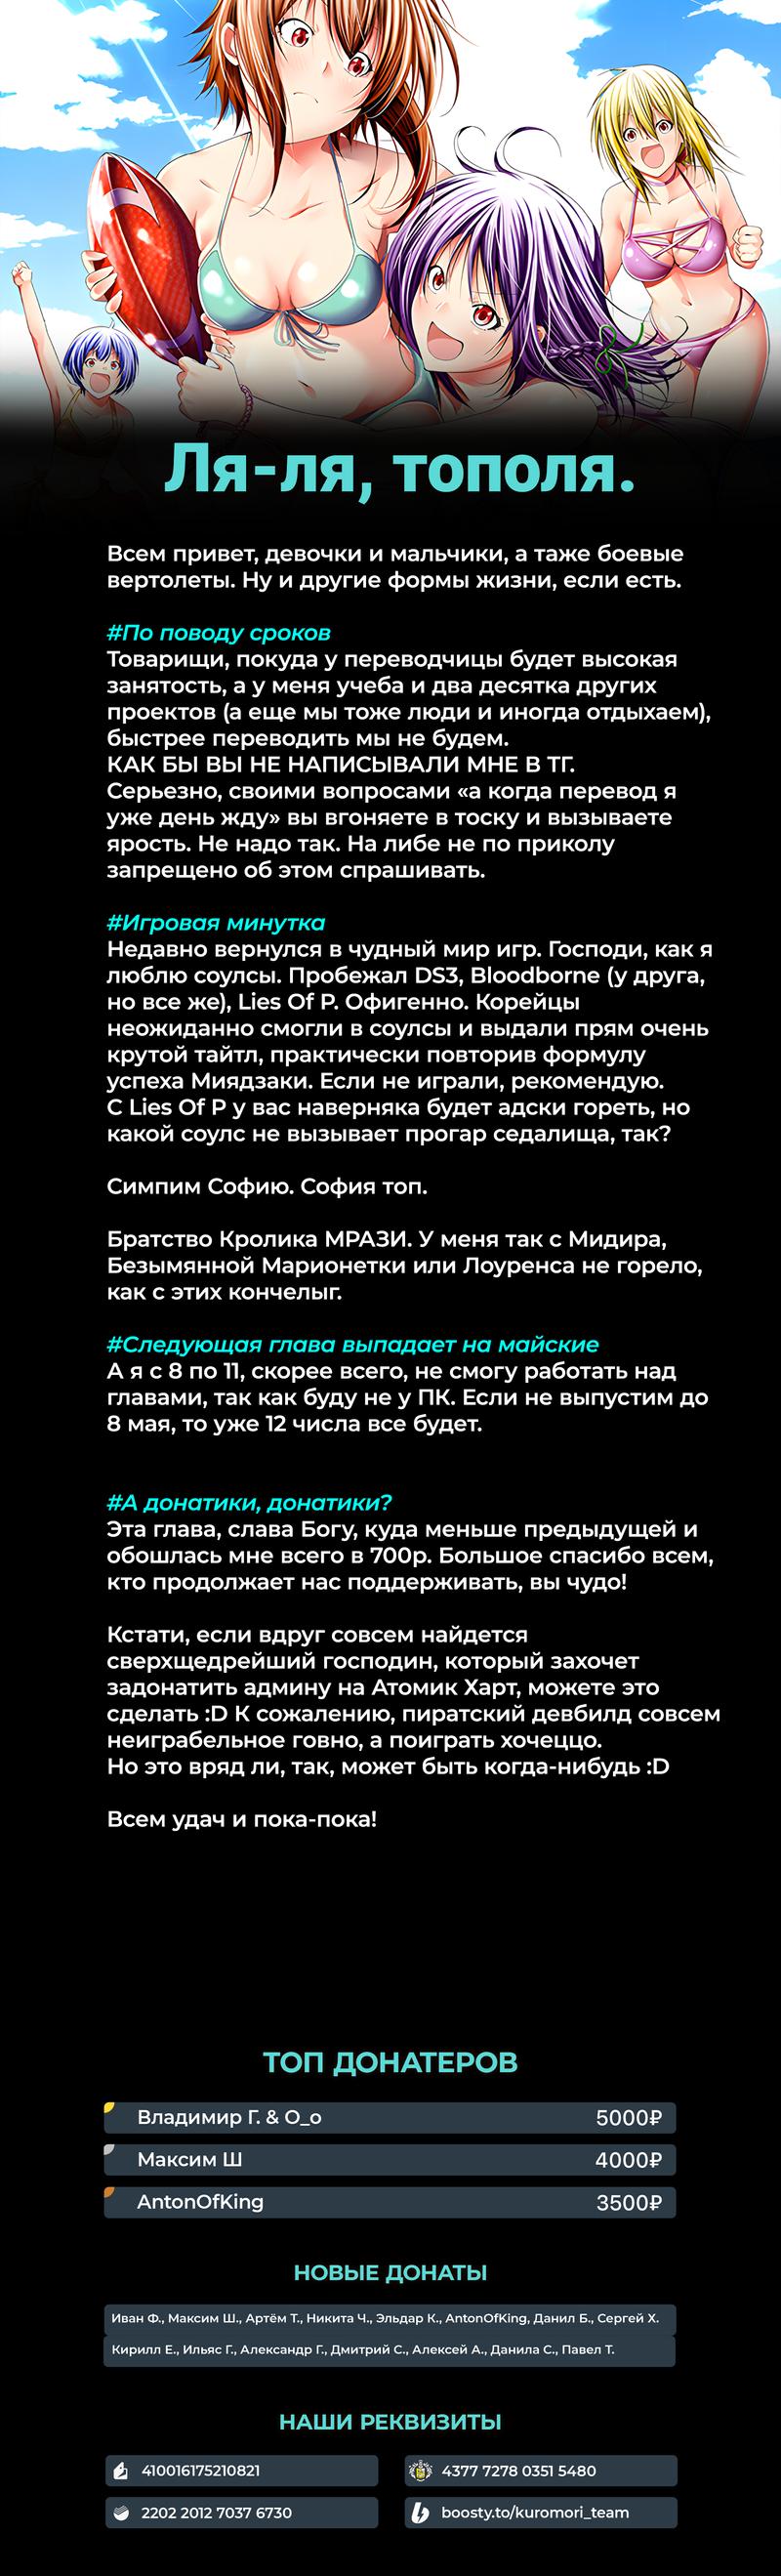 Ля-ля, тополя.
Всем привет, девочки и мальчики, а таже боевые
вертолеты. Ну и другие формы жизни, если есть.
#По поводу сроков
Товарищи, покуда у переводчицы будет высокая
занятость, а у меня учеба и два десятка других
проектов (а еще мы тоже люди и иногда отдыхаем),
быстрее переводить мы не будем.
КАК БЫ ВЫ НЕ НАПИСЫВАЛИ МНЕ В ТГ.
Серьезно, своими вопросами «а когда перевод я
уже день жду» вы вгоняете в тоску и вызываете
ярость. Не надо так. На либе не по приколу
запрещено об этом спрашивать.
#Игровая минутка
Недавно вернулся в чудный мир игр. Господи, как я
люблю соулсы. Пробежал DS3, Bloodborne (у друга,
но все же), Lies Of P. Офигенно. Корейцы
неожиданно смогли в соулсы и выдали прям очень
крутой тайтл, практически повторив формулу
успеха Миядзаки. Если не играли, рекомендую.
С Lies Of P у вас наверняка будет адски гореть, но
какой соулс не вызывает прогар седалища, так?
Симпим Софию. София топ.
Братство Кролика МРАЗИ. У меня так с Мидира,
Безымянной Марионетки или Лоуренса не горело,
как с этих кончелыг.
#Следующая глава выпадает на майские
А я с 8 по 11, скорее всего, не смогу работать над
главами, так как буду не у ПК. Если не выпустим до
8 мая, то уже 12 числа все будет.
#А донатики, донатики?
Эта глава, слава Богу, куда меньше предыдущей и
обошлась мне всего в 700р. Большое спасибо всем,
кто продолжает нас поддерживать, вы чудо!
Кстати, если вдруг совсем найдется
сверхщедрейший господин, который захочет
задонатить админу на Атомик Харт, можете это
сделать :D К сожалению, пиратский девбилд совсем
неиграбельное говно, а поиграть хочеццо.
Но это вряд ли, так, может быть когда-нибудь :D
Всем удач и пока-пока!
ТОП ДОНАТЕРОВ
Владимир Г. & O_o 5000₽
Максим Ш 4000₽
AntonOfKing 3500₽
НОВЫЕ ДОНАТЫ
Иван Ф., Максим Ш., Артём Т., Никита Ч., Эльдар К., AntonOfKing, Данил Б., Сергей Х.
Кирилл Е., Ильяс Г., Александр Г., Дмитрий С., Алексей А., Данила С., Павел Т.
НАШИ РЕКВИЗИТЫ
410016175210821 4377 7278 0351 5480
2202 2012 7037 6730 boosty.to/kuromori_team